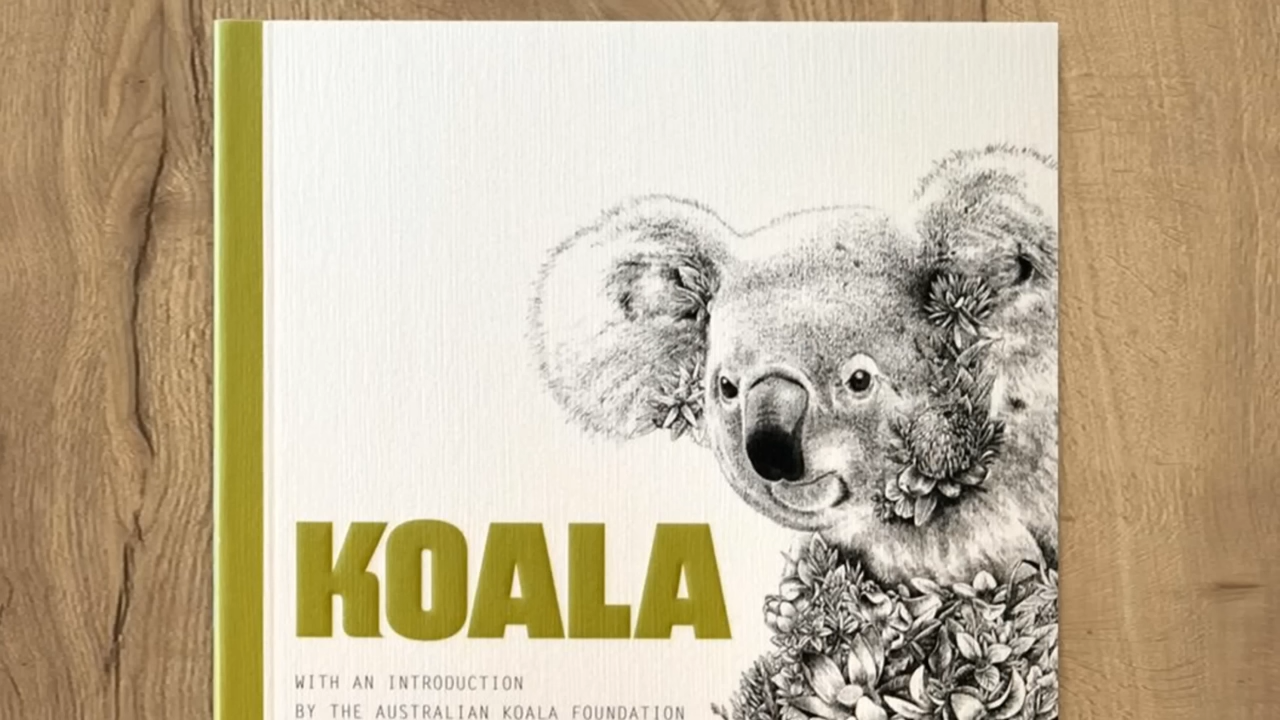 KOALA
WITH AN INTRODUCTION
BY THE AUSTRALIAN KOALA FOUNDATION